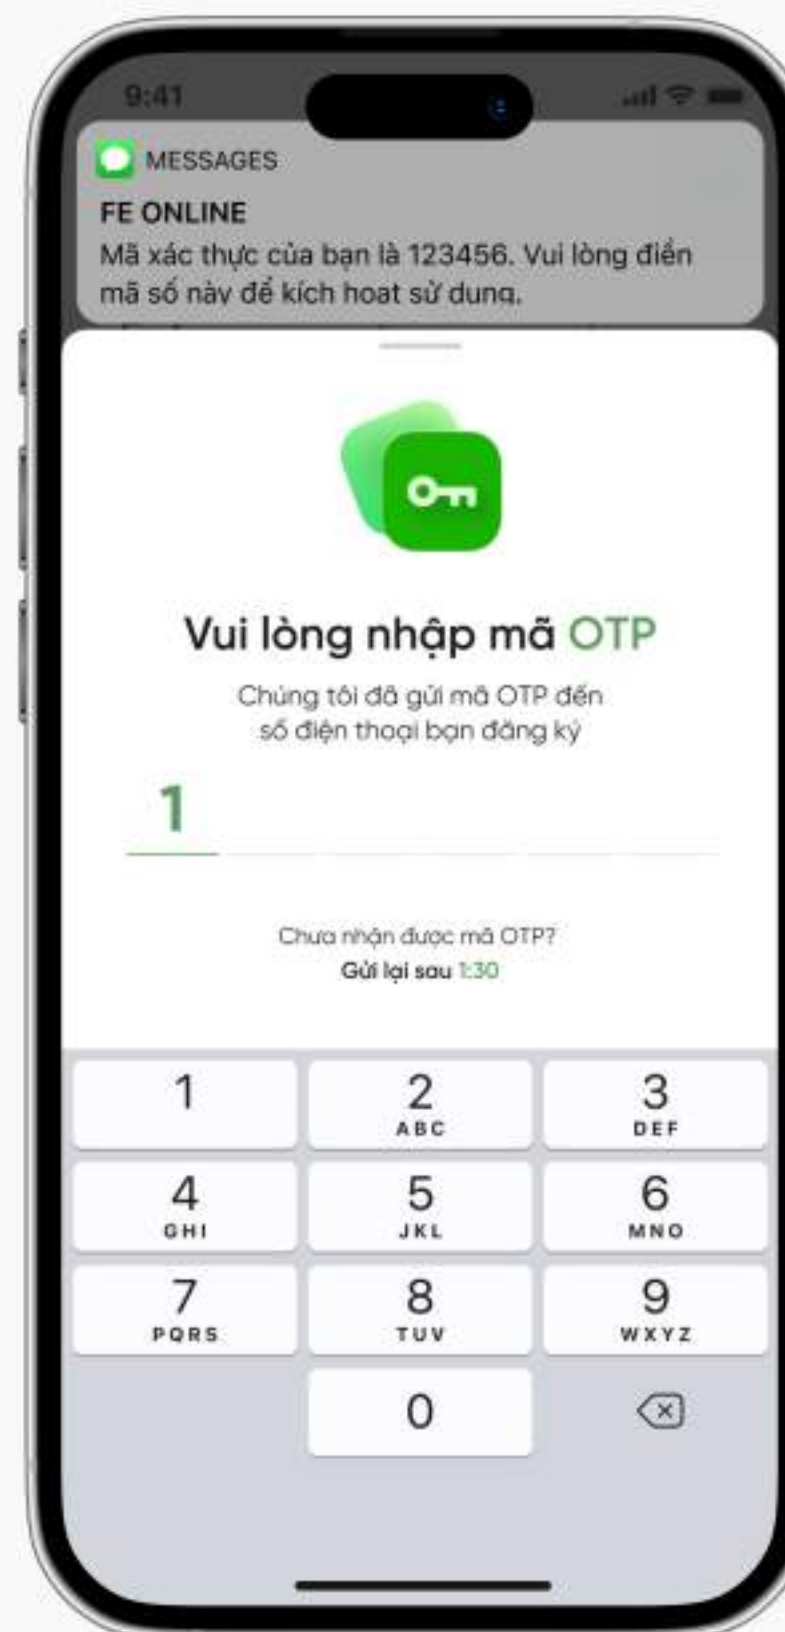 9:41
MESSAGES
FE ONLINE
Mã xác thực của bạn là 123456. Vui lòng điền
mã số này để kích hoạt sử dụng.
Vui lòng nhập mã OTP
Chúng tôi đã gửi mã OTP đến
số điện thoại bạn đăng ký
1
Chưa nhận được mã OTP?
Gửi lại sau 1:30
1
2
ABC
3
DEF
4
GHI
5
JKL
6
MNO
7
PQRS
8
TUV
9
WXYZ
0